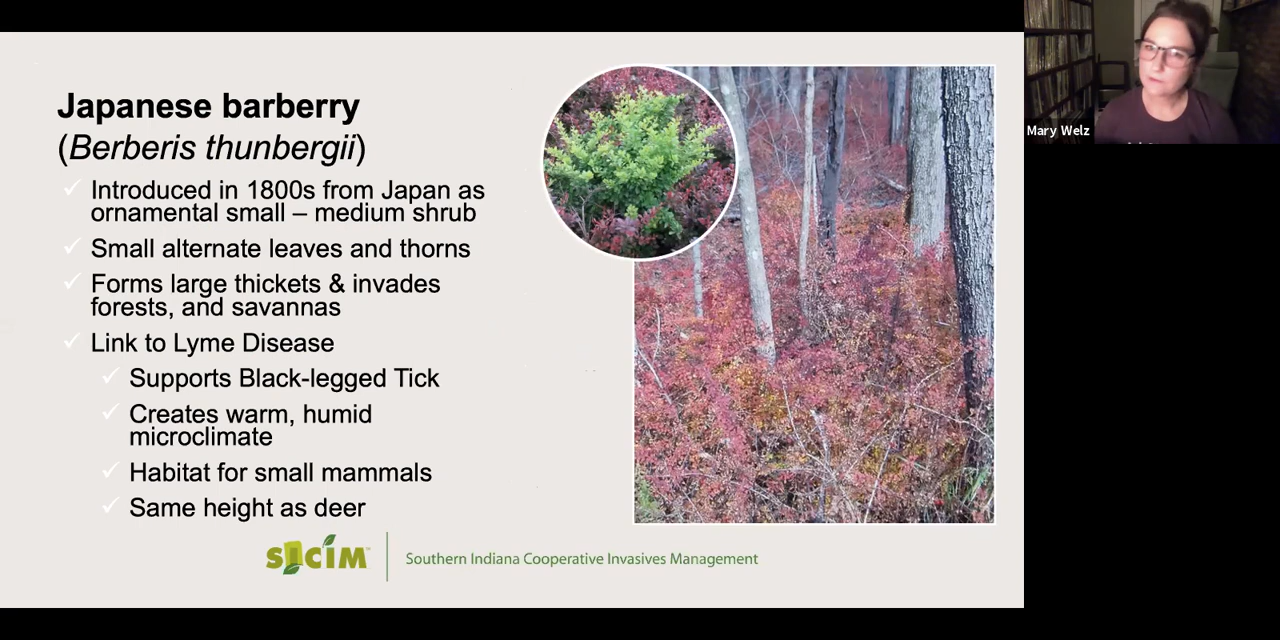 Japanese barberry
(Berberis thunbergii)
Introduced in 1800s from Japan as
ornamental small – medium shrub
Small alternate leaves and thorns
Forms large thickets & invades
forests, and savannas
Link to Lyme Disease
Supports Black-legged Tick
Creates warm, humid
microclimate
Habitat for small mammals
Same height as deer
SICIM™
Southern Indiana Cooperative Invasives Management
Mary Welz